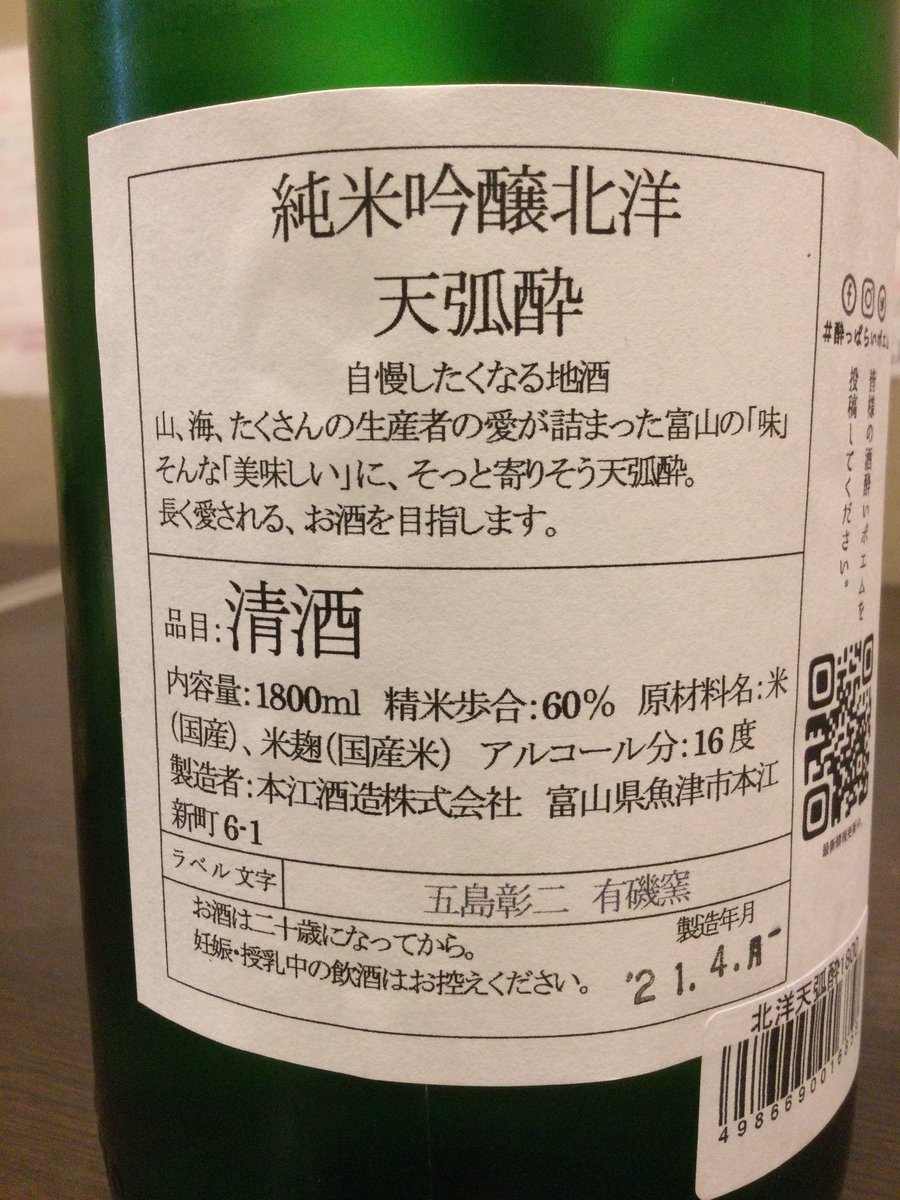 純米吟醸北洋
天弧酔
自慢したくなる地酒
山、海、たくさんの生産者の愛が詰まった富山の「味」
そんな「美味しい」に、そっと寄りそう天弧酔。
長く愛される、お酒を目指します。
品目:清酒
内容量:1800ml 精米歩合:60% 原材料名:米
(国産)、米麹(国産米) アルコール分:16度
製造者:本江酒造株式会社 富山県魚津市本江
新町6-1
ラベル文字 五島彰二 有磯窯
お酒は二十歳になってから。
妊娠・授乳中の飲酒はお控えください。
製造年月
'21.4.月-
#酔っぱらいポエム
皆様の酒酔いポエムを
投稿してください。
北洋天弧酔1800
498669001